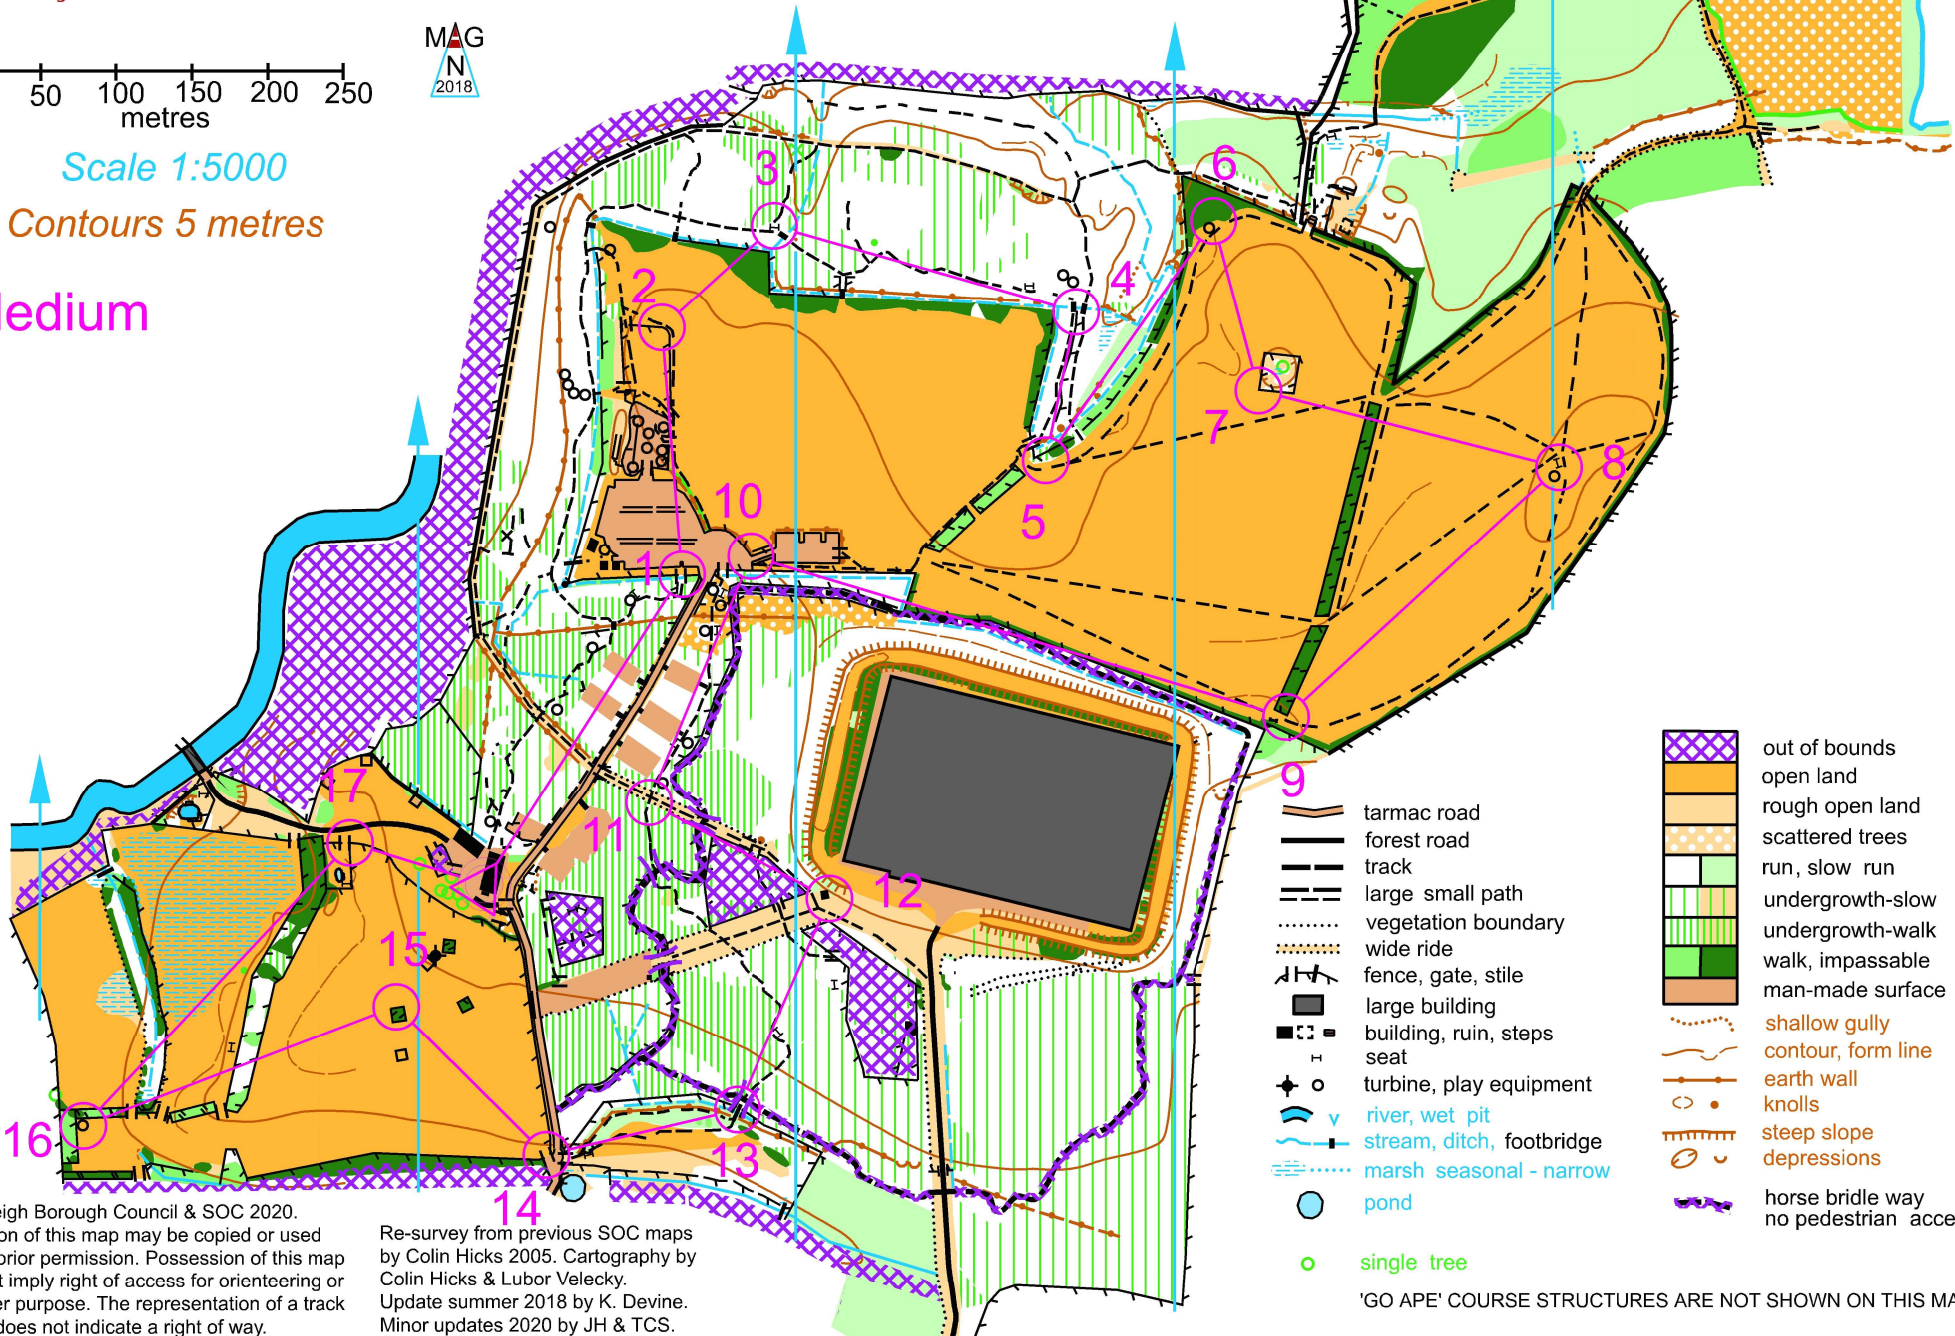 MAG
N
2018
50 100 150 200 250
metres
Scale 1:5000
Contours 5 metres
edium
3
6
4
2
7
8
10
5
1
9
17
11
12
15
16
13
14
tarmac road
forest road
track
large small path
vegetation boundary
wide ride
fence, gate, stile
large building
building, ruin, steps
seat
turbine, play equipment
river, wet pit
stream, ditch, footbridge
marsh seasonal - narrow
pond
single tree
out of bounds
open land
rough open land
scattered trees
run, slow run
undergrowth-slow
undergrowth-walk
walk, impassable
man-made surface
shallow gully
contour, form line
earth wall
knolls
steep slope
depressions
horse bridle way
no pedestrian acce
'GO APE' COURSE STRUCTURES ARE NOT SHOWN ON THIS MA
eigh Borough Council & SOC 2020.
on of this map may be copied or used
prior permission. Possession of this map
t imply right of access for orienteering or
er purpose. The representation of a track
does not indicate a right of way.
Re-survey from previous SOC maps
by Colin Hicks 2005. Cartography by
Colin Hicks & Lubor Velecky.
Update summer 2018 by K. Devine.
Minor updates 2020 by JH & TCS.